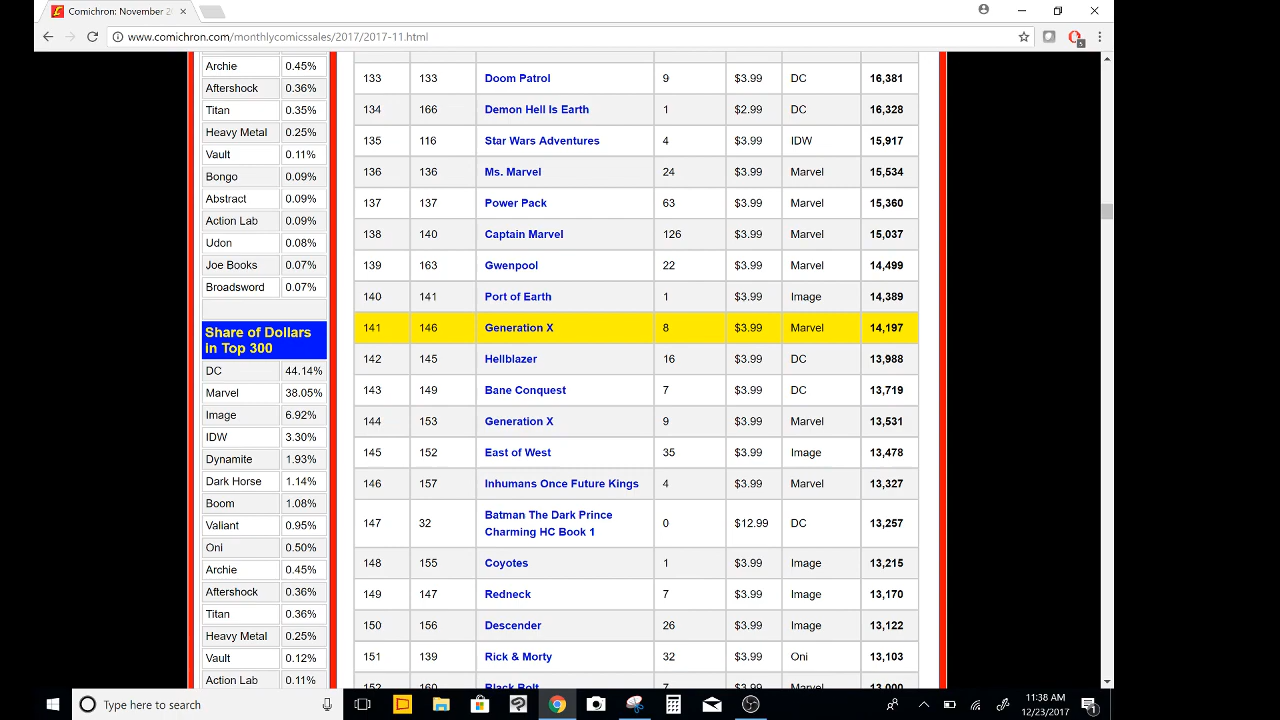 Comichron: November 2
www.comichron.com/monthlycomicssales/2017/2017-11.html
5
Archie 0.45%
Aftershock 0.36%
Titan 0.35%
Heavy Metal 0.25%
Vault 0.11%
Bongo 0.09%
Abstract 0.09%
Action Lab 0.09%
Udon 0.08%
Joe Books 0.07%
Broadsword 0.07%
Share of Dollars
in Top 300
DC 44.14%
Marvel 38.05%
Image 6.92%
IDW 3.30%
Dynamite 1.93%
Dark Horse 1.14%
Boom 1.08%
Valiant 0.95%
Oni 0.50%
Archie 0.45%
Aftershock 0.36%
Titan 0.36%
Heavy Metal 0.25%
Vault 0.12%
Action Lab 0.11%
133 133 Doom Patrol 9 $3.99 DC 16,381
134 166 Demon Hell Is Earth 1 $2.99 DC 16,328
135 116 Star Wars Adventures 4 $3.99 IDW 15,917
136 136 Ms. Marvel 24 $3.99 Marvel 15,534
137 137 Power Pack 63 $3.99 Marvel 15,360
138 140 Captain Marvel 126 $3.99 Marvel 15,037
139 163 Gwenpool 22 $3.99 Marvel 14,499
140 141 Port of Earth 1 $3.99 Image 14,389
141 146 Generation X 8 $3.99 Marvel 14,197
142 145 Hellblazer 16 $3.99 DC 13,988
143 149 Bane Conquest 7 $3.99 DC 13,719
144 153 Generation X 9 $3.99 Marvel 13,531
145 152 East of West 35 $3.99 Image 13,478
146 157 Inhumans Once Future Kings 4 $3.99 Marvel 13,327
147 32 Batman The Dark Prince
Charming HC Book 1 0 $12.99 DC 13,257
148 155 Coyotes 1 $3.99 Image 13,215
149 147 Redneck 7 $3.99 Image 13,170
150 156 Descender 26 $3.99 Image 13,122
151 139 Rick & Morty 32 $3.99 Oni 13,103
152 160 Black Bolt 7 $3.99 Marvel 13,000
Type here to search
11:38 AM
12/23/2017
1